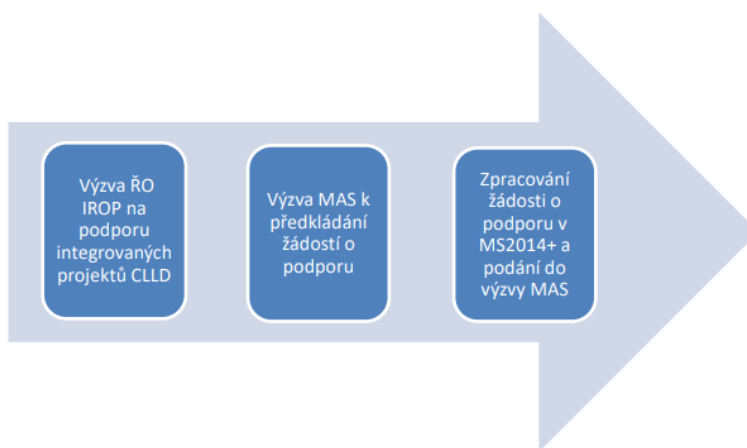 Výzva ŘO
IROP na
podporu
integrovaných
projektů CLLD
Výzva MAS k
předkládání
žádostí o
podporu
Zpracování
žádosti o
podporu v
MS2014+ a
podání do
výzvy MAS